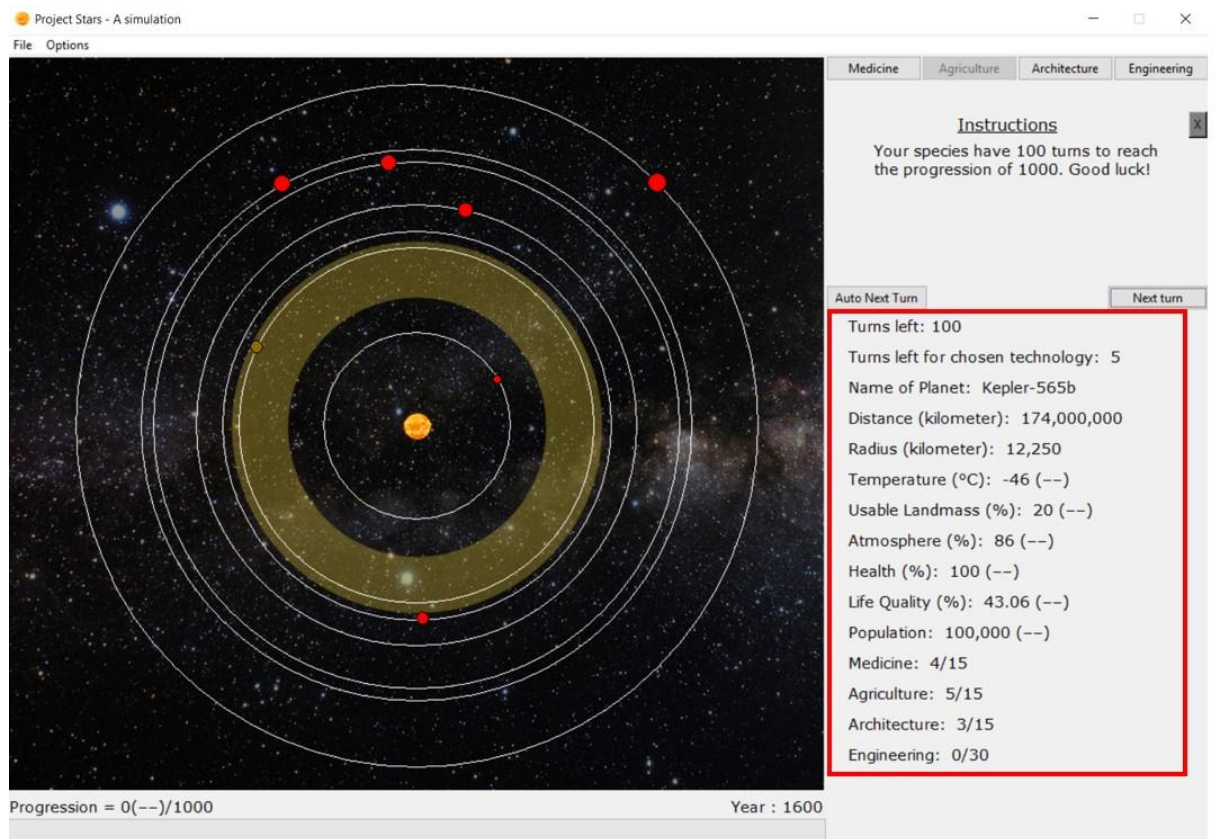 Project Stars - A simulation
File Options
Medicine Agriculture Architecture Engineering
Instructions
X
Your species have 100 turns to reach
the progression of 1000. Good luck!
Auto Next Turn Next turn
Turns left: 100
Turns left for chosen technology: 5
Name of Planet: Kepler-565b
Distance (kilometer): 174,000,000
Radius (kilometer): 12,250
Temperature (°C): -46 (--)
Usable Landmass (%): 20 (--)
Atmosphere (%): 86 (--)
Health (%): 100 (--)
Life Quality (%): 43.06 (--)
Population: 100,000 (--)
Medicine: 4/15
Agriculture: 5/15
Architecture: 3/15
Engineering: 0/30
Progression = 0(--)/1000 Year : 1600